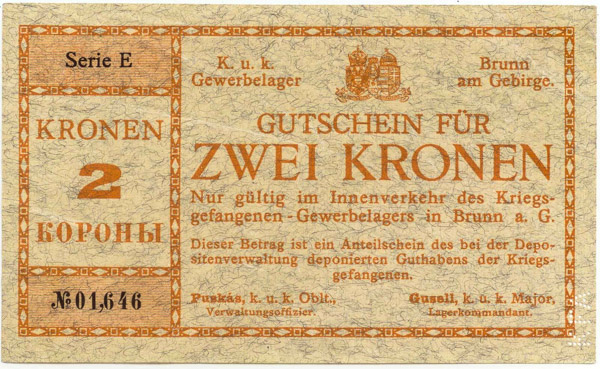 Serie E
KRONEN
2
КОРОНЫ
№ 01,646
K. u. k.
Gewerbelager
Brunn
am Gebirge.
GUTSCHEIN FÜR
ZWEI KRONEN
Nur gültig im Innenverkehr des Kriegs-
gefangenen-Gewerbelagers in Brunn a. G.
Dieser Betrag ist ein Anteilschein des bei der Depo-
sitenverwaltung deponierten Guthabens der Kriegs-
gefangenen.
Puskás, k. u. k. Oblt.,
Verwaltungsoffizier.
Gusell, k. u. k. Major,
Lagerkommandant.